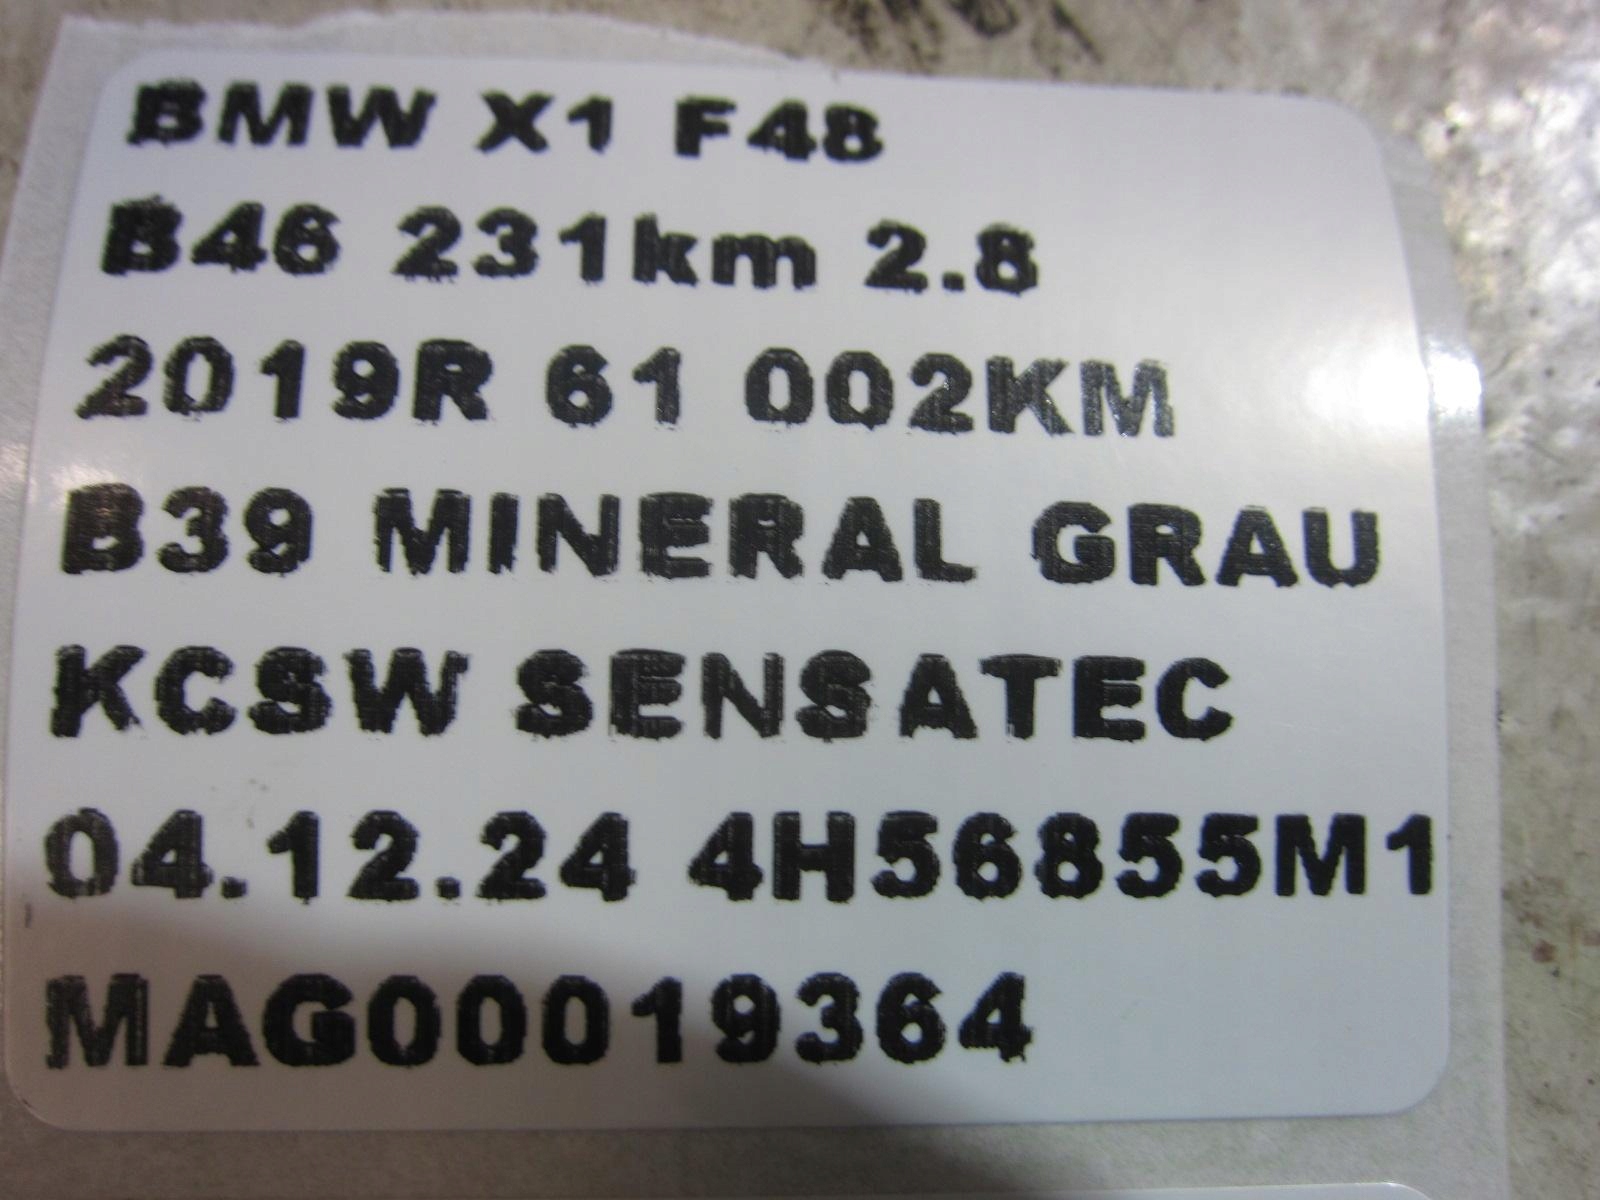 BMW X1 F48
B46 231km 2.8
2019R 61 002KM
B39 MINERAL GRAU
KCSW SENSATEC
04.12.24 4H56855M1
MAG00019364